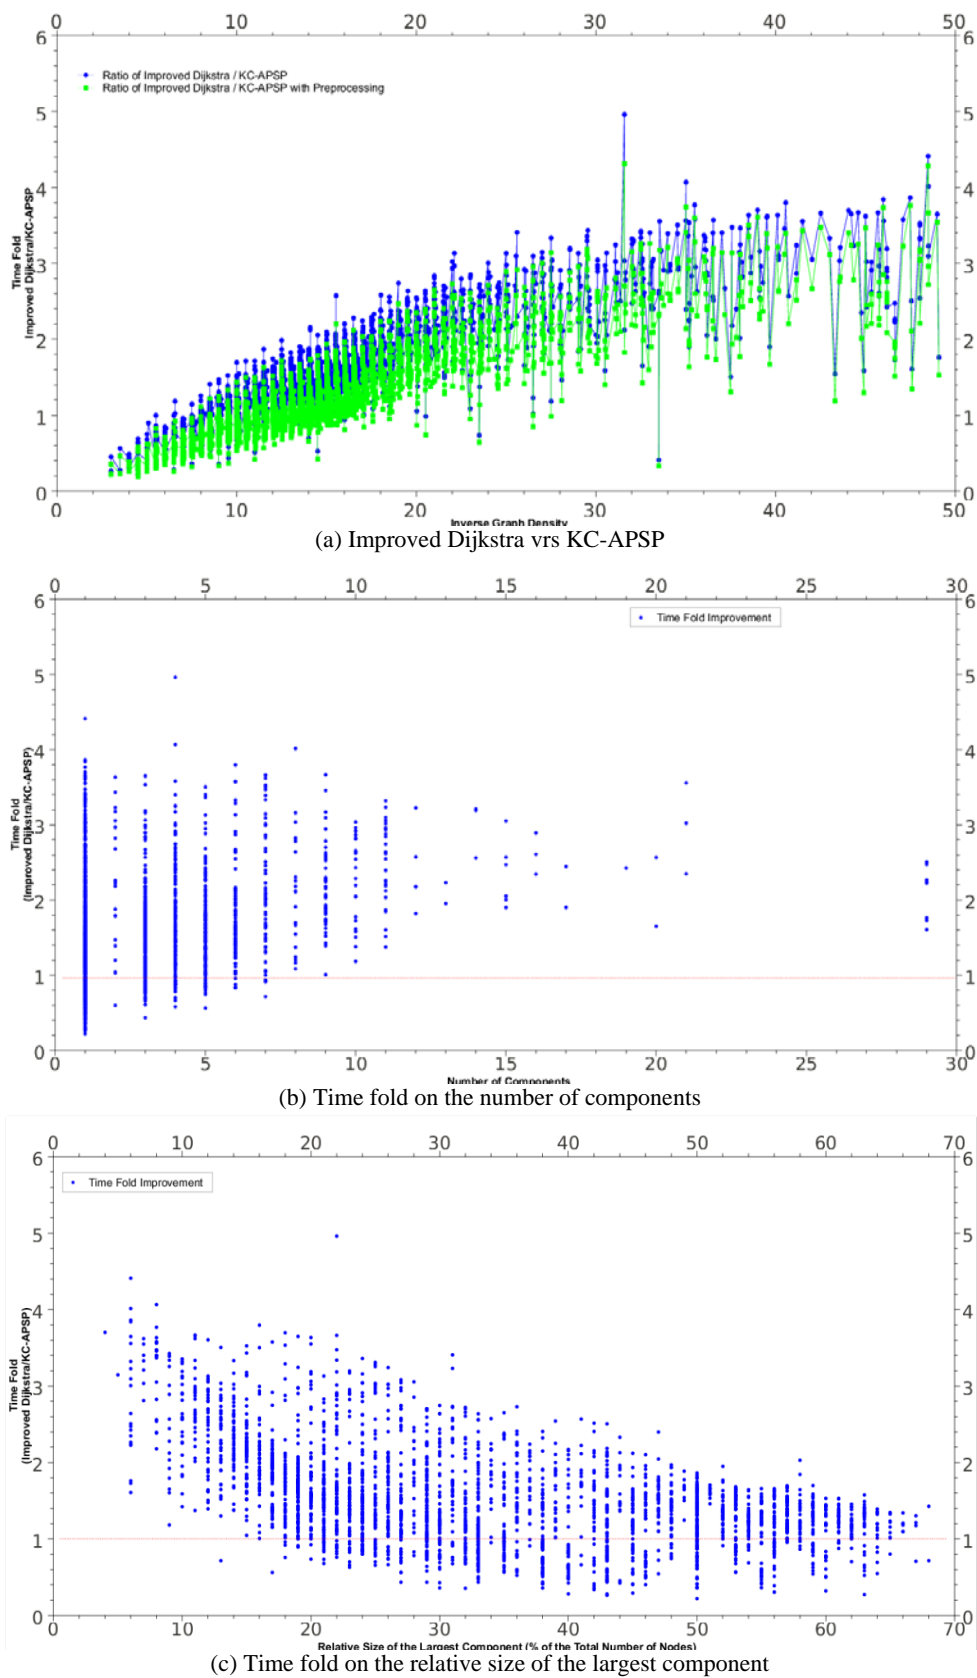 0 10 20 30 40 50
6 6
Ratio of Improved Dijkstra / KC-APSP
Ratio of Improved Dijkstra / KC-APSP with Preprocessing
5 5
4 4
3 3
2 2
1 1
0 0
Time Fold
Improved Dijkstra/KC-APSP
0 10 20 30 40 50
Inverse Graph Density
(a) Improved Dijkstra vrs KC-APSP
0 5 10 15 20 25 30
6 6
Time Fold Improvement
5 5
4 4
3 3
2 2
1 1
0 0
Time Fold
(Improved Dijkstra/KC-APSP)
0 5 10 15 20 25 30
Number of Components
(b) Time fold on the number of components
0 10 20 30 40 50 60 70
6 6
Time Fold Improvement
5 5
4 4
3 3
2 2
1 1
0 0
Time Fold
(Improved Dijkstra/KC-APSP)
0 10 20 30 40 50 60 70
Relative Size of the Largest Component (% of the Total Number of Nodes)
(c) Time fold on the relative size of the largest component